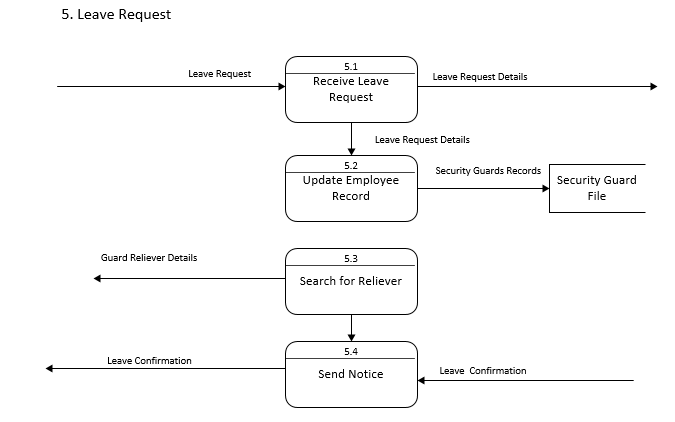 5. Leave Request
5.1
Leave Request
Receive Leave
Request
Leave Request Details
Leave Request Details
5.2
Update Employee
Record
Security Guards Records
Security Guard
File
5.3
Guard Reliever Details
Search for Reliever
5.4
Leave Confirmation
Send Notice
Leave Confirmation